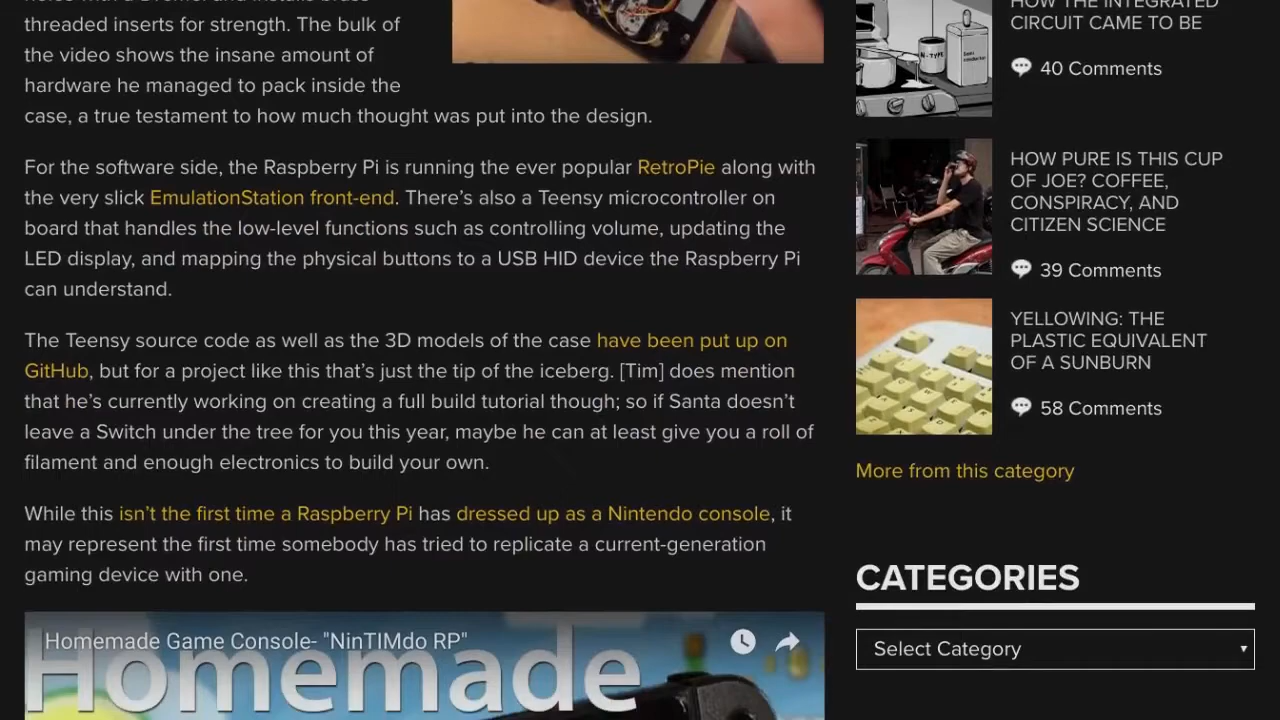 threaded inserts for strength. The bulk of
the video shows the insane amount of
hardware he managed to pack inside the
case, a true testament to how much thought was put into the design.
For the software side, the Raspberry Pi is running the ever popular RetroPie along with
the very slick EmulationStation front-end. There's also a Teensy microcontroller on
board that handles the low-level functions such as controlling volume, updating the
LED display, and mapping the physical buttons to a USB HID device the Raspberry Pi
can understand.
The Teensy source code as well as the 3D models of the case have been put up on
GitHub, but for a project like this that's just the tip of the iceberg. [Tim] does mention
that he's currently working on creating a full build tutorial though; so if Santa doesn't
leave a Switch under the tree for you this year, maybe he can at least give you a roll of
filament and enough electronics to build your own.
While this isn't the first time a Raspberry Pi has dressed up as a Nintendo console, it
may represent the first time somebody has tried to replicate a current-generation
gaming device with one.
Homemade Game Console- "NinTIMdo RP"
Homemade
HOW THE INTEGRATED
CIRCUIT CAME TO BE
N-TYPE
40 Comments
HOW PURE IS THIS CUP
OF JOE? COFFEE,
CONSPIRACY, AND
CITIZEN SCIENCE
39 Comments
YELLOWING: THE
PLASTIC EQUIVALENT
OF A SUNBURN
58 Comments
More from this category
CATEGORIES
Select Category